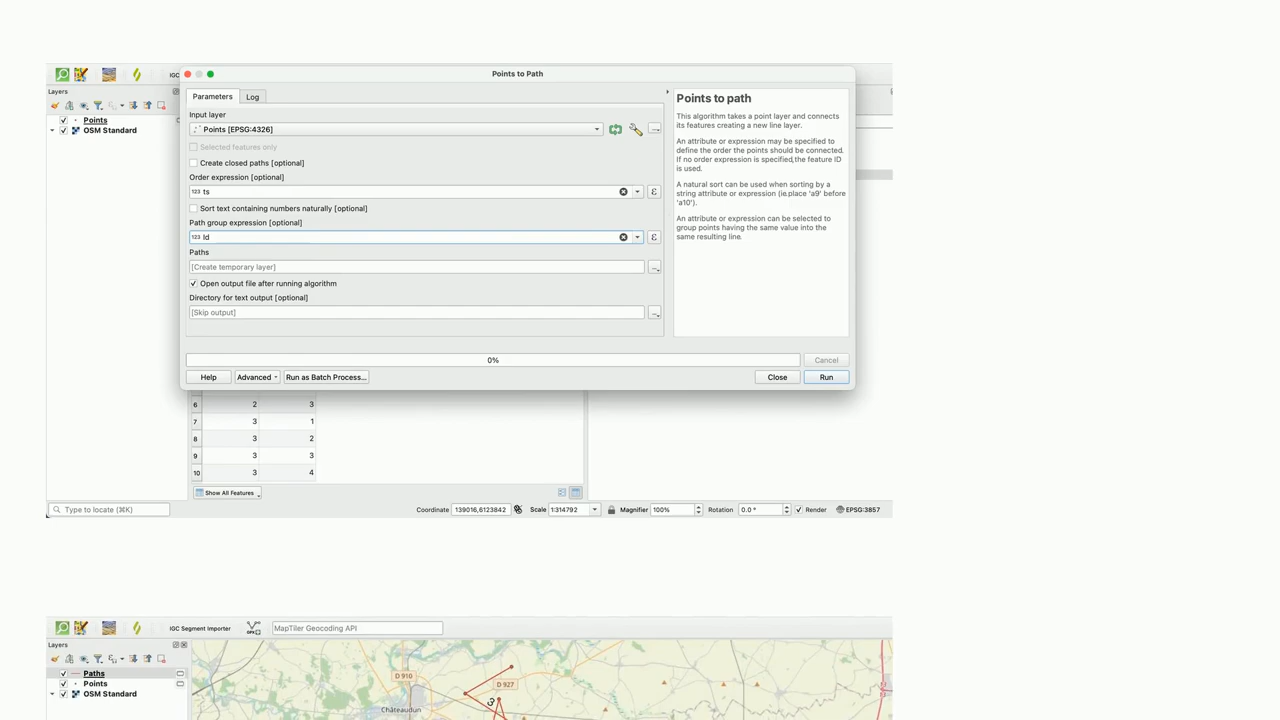 IGC
Points to Path
Layers
Parameters
Log
Points
OSM Standard
Input layer
Points [EPSG:4326]
Selected features only
Create closed paths [optional]
Order expression [optional]
123 ts
Sort text containing numbers naturally [optional]
Path group expression [optional]
123 Id
Paths
[Create temporary layer]
Open output file after running algorithm
Directory for text output [optional]
[Skip output]
Points to path
This algorithm takes a point layer and connects
its features creating a new line layer.
An attribute or expression may be specified to
define the order the points should be connected.
If no order expression is specified,the feature ID
is used.
A natural sort can be used when sorting by a
string attribute or expression (ie.place 'a9' before
'a10').
An attribute or expression can be selected to
group points having the same value into the
same resulting line.
0%
Cancel
Help
Advanced
Run as Batch Process...
Close
Run
6 2 3
7 3 1
8 3 2
9 3 3
10 3 4
Show All Features
Type to locate (⌘K)
Coordinate 139016,6123842
Scale 1:314792
Magnifier 100%
Rotation 0.0 °
Render
EPSG:3857
IGC Segment Importer
GPX
MapTiler Geocoding API
Layers
Paths
Points
OSM Standard
D 910
D 927
3
Châteaudun